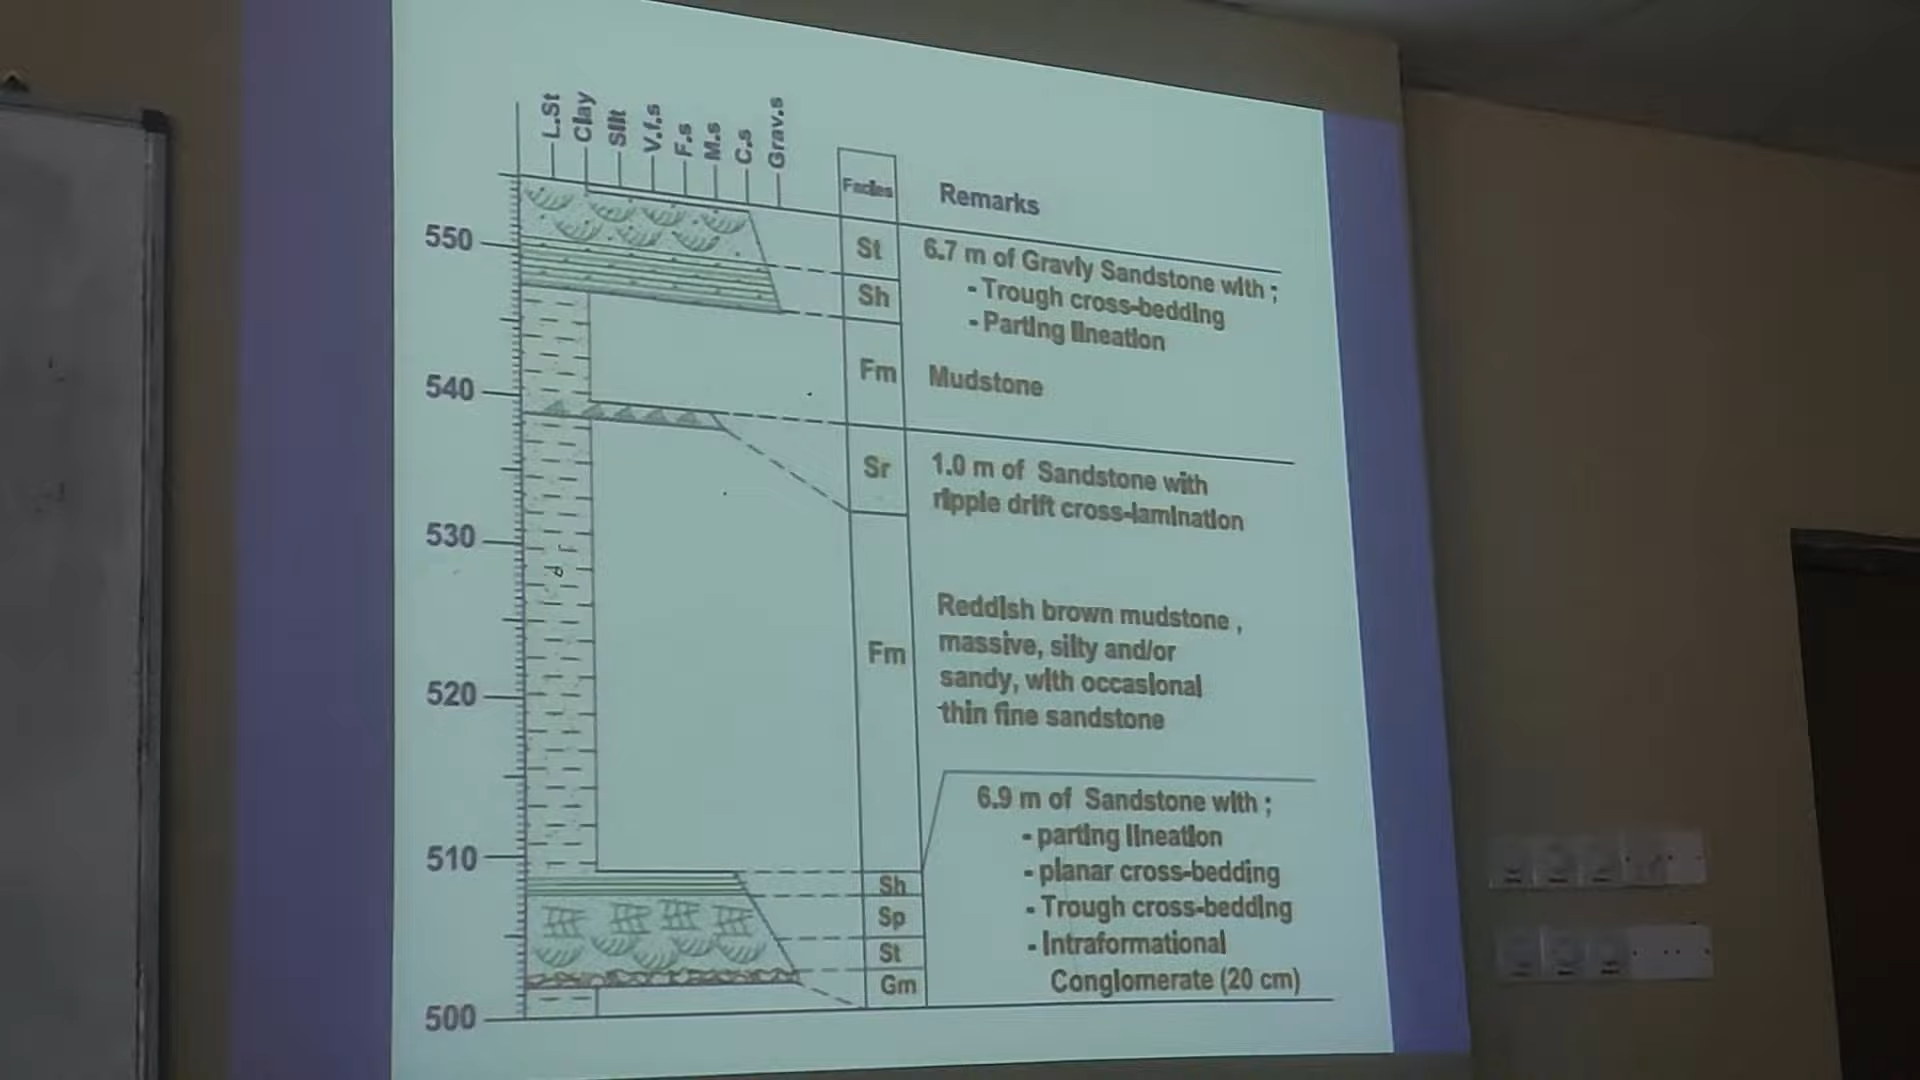 L.St
Clay
Silt
V.f.s
F.s
M.s
C.s
Grav.s
Facies
Remarks
550
St
6.7 m of Gravly Sandstone with ;
- Trough cross-bedding
Sh
- Parting lineation
540
Fm
Mudstone
Sr
1.0 m of Sandstone with
ripple drift cross-lamination
530
Reddish brown mudstone ,
Fm
massive, silty and/or
520
sandy, with occasional
thin fine sandstone
510
6.9 m of Sandstone with ;
- parting lineation
Sh
- planar cross-bedding
Sp
- Trough cross-bedding
St
- Intraformational
Gm
Conglomerate (20 cm)
500